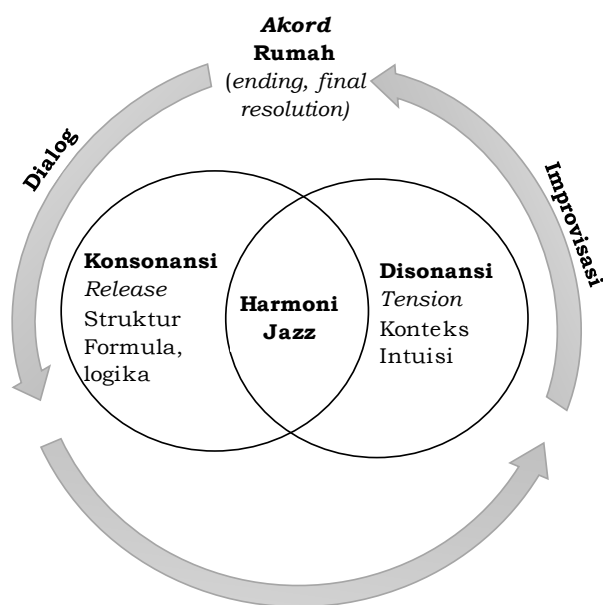 Akord
Rumah
(ending, final
resolution)
Dialog
Improvisasi
Konsonansi
Release
Struktur
Formula,
logika
Harmoni
Jazz
Disonansi
Tension
Konteks
Intuisi